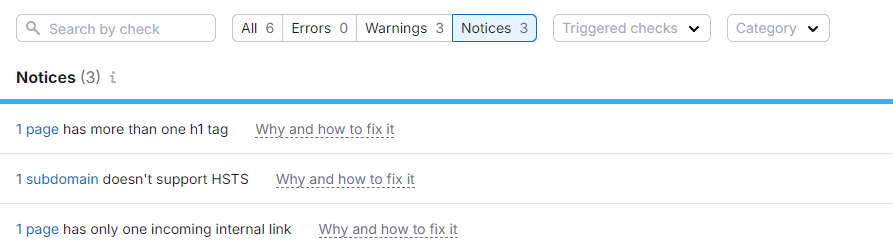 Search by check All 6 Errors 0 Warnings 3 Notices 3 Triggered checks Category
Notices (3) i
1 page has more than one h1 tag Why and how to fix it
1 subdomain doesn't support HSTS Why and how to fix it
1 page has only one incoming internal link Why and how to fix it